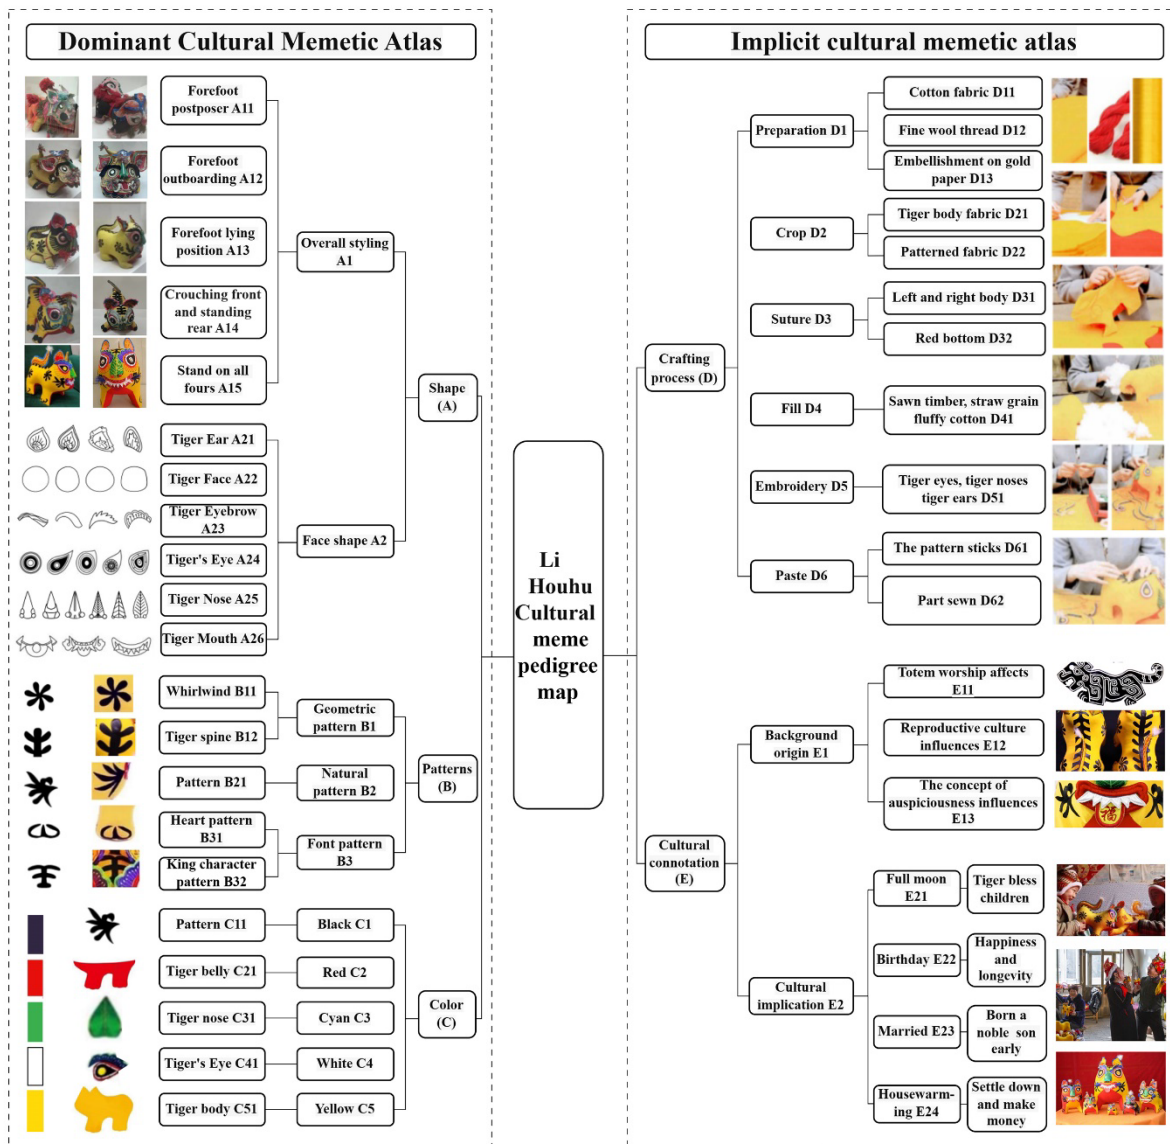 Dominant Cultural Memetic Atlas
Forefoot
postposer A11
Forefoot
outboarding A12
Forefoot lying
position A13
Crouching front
and standing
rear A14
Stand on all
fours A15
Overall styling
A1
Tiger Ear A21
Tiger Face A22
Tiger Eyebrow
A23
Tiger's Eye A24
Tiger Nose A25
Tiger Mouth A26
Face shape A2
Shape
(A)
Whirlwind B11
Tiger spine B12
Geometric
pattern B1
Pattern B21
Natural
pattern B2
Heart pattern
B31
King character
pattern B32
Font pattern
B3
Patterns
(B)
Pattern C11
Black C1
Tiger belly C21
Red C2
Tiger nose C31
Cyan C3
Tiger's Eye C41
White C4
Tiger body C51
Yellow C5
Color
(C)
Li
Houhu
Cultural
meme
pedigree
map
Implicit cultural memetic atlas
Crafting
process (D)
Preparation D1
Cotton fabric D11
Fine wool thread D12
Embellishment on gold
paper D13
Crop D2
Tiger body fabric D21
Patterned fabric D22
Suture D3
Left and right body D31
Red bottom D32
Fill D4
Sawn timber, straw grain
fluffy cotton D41
Embroidery D5
Tiger eyes, tiger noses
tiger ears D51
Paste D6
The pattern sticks D61
Part sewn D62
Cultural
connotation
(E)
Background
origin E1
Totem worship affects
E11
Reproductive culture
influences E12
The concept of
auspiciousness influences
E13
福
Cultural
implication E2
Full moon
E21
Tiger bless
children
Birthday E22
Happiness
and
longevity
Married E23
Born a
noble son
early
Housewarm-
ing E24
Settle down
and make
money